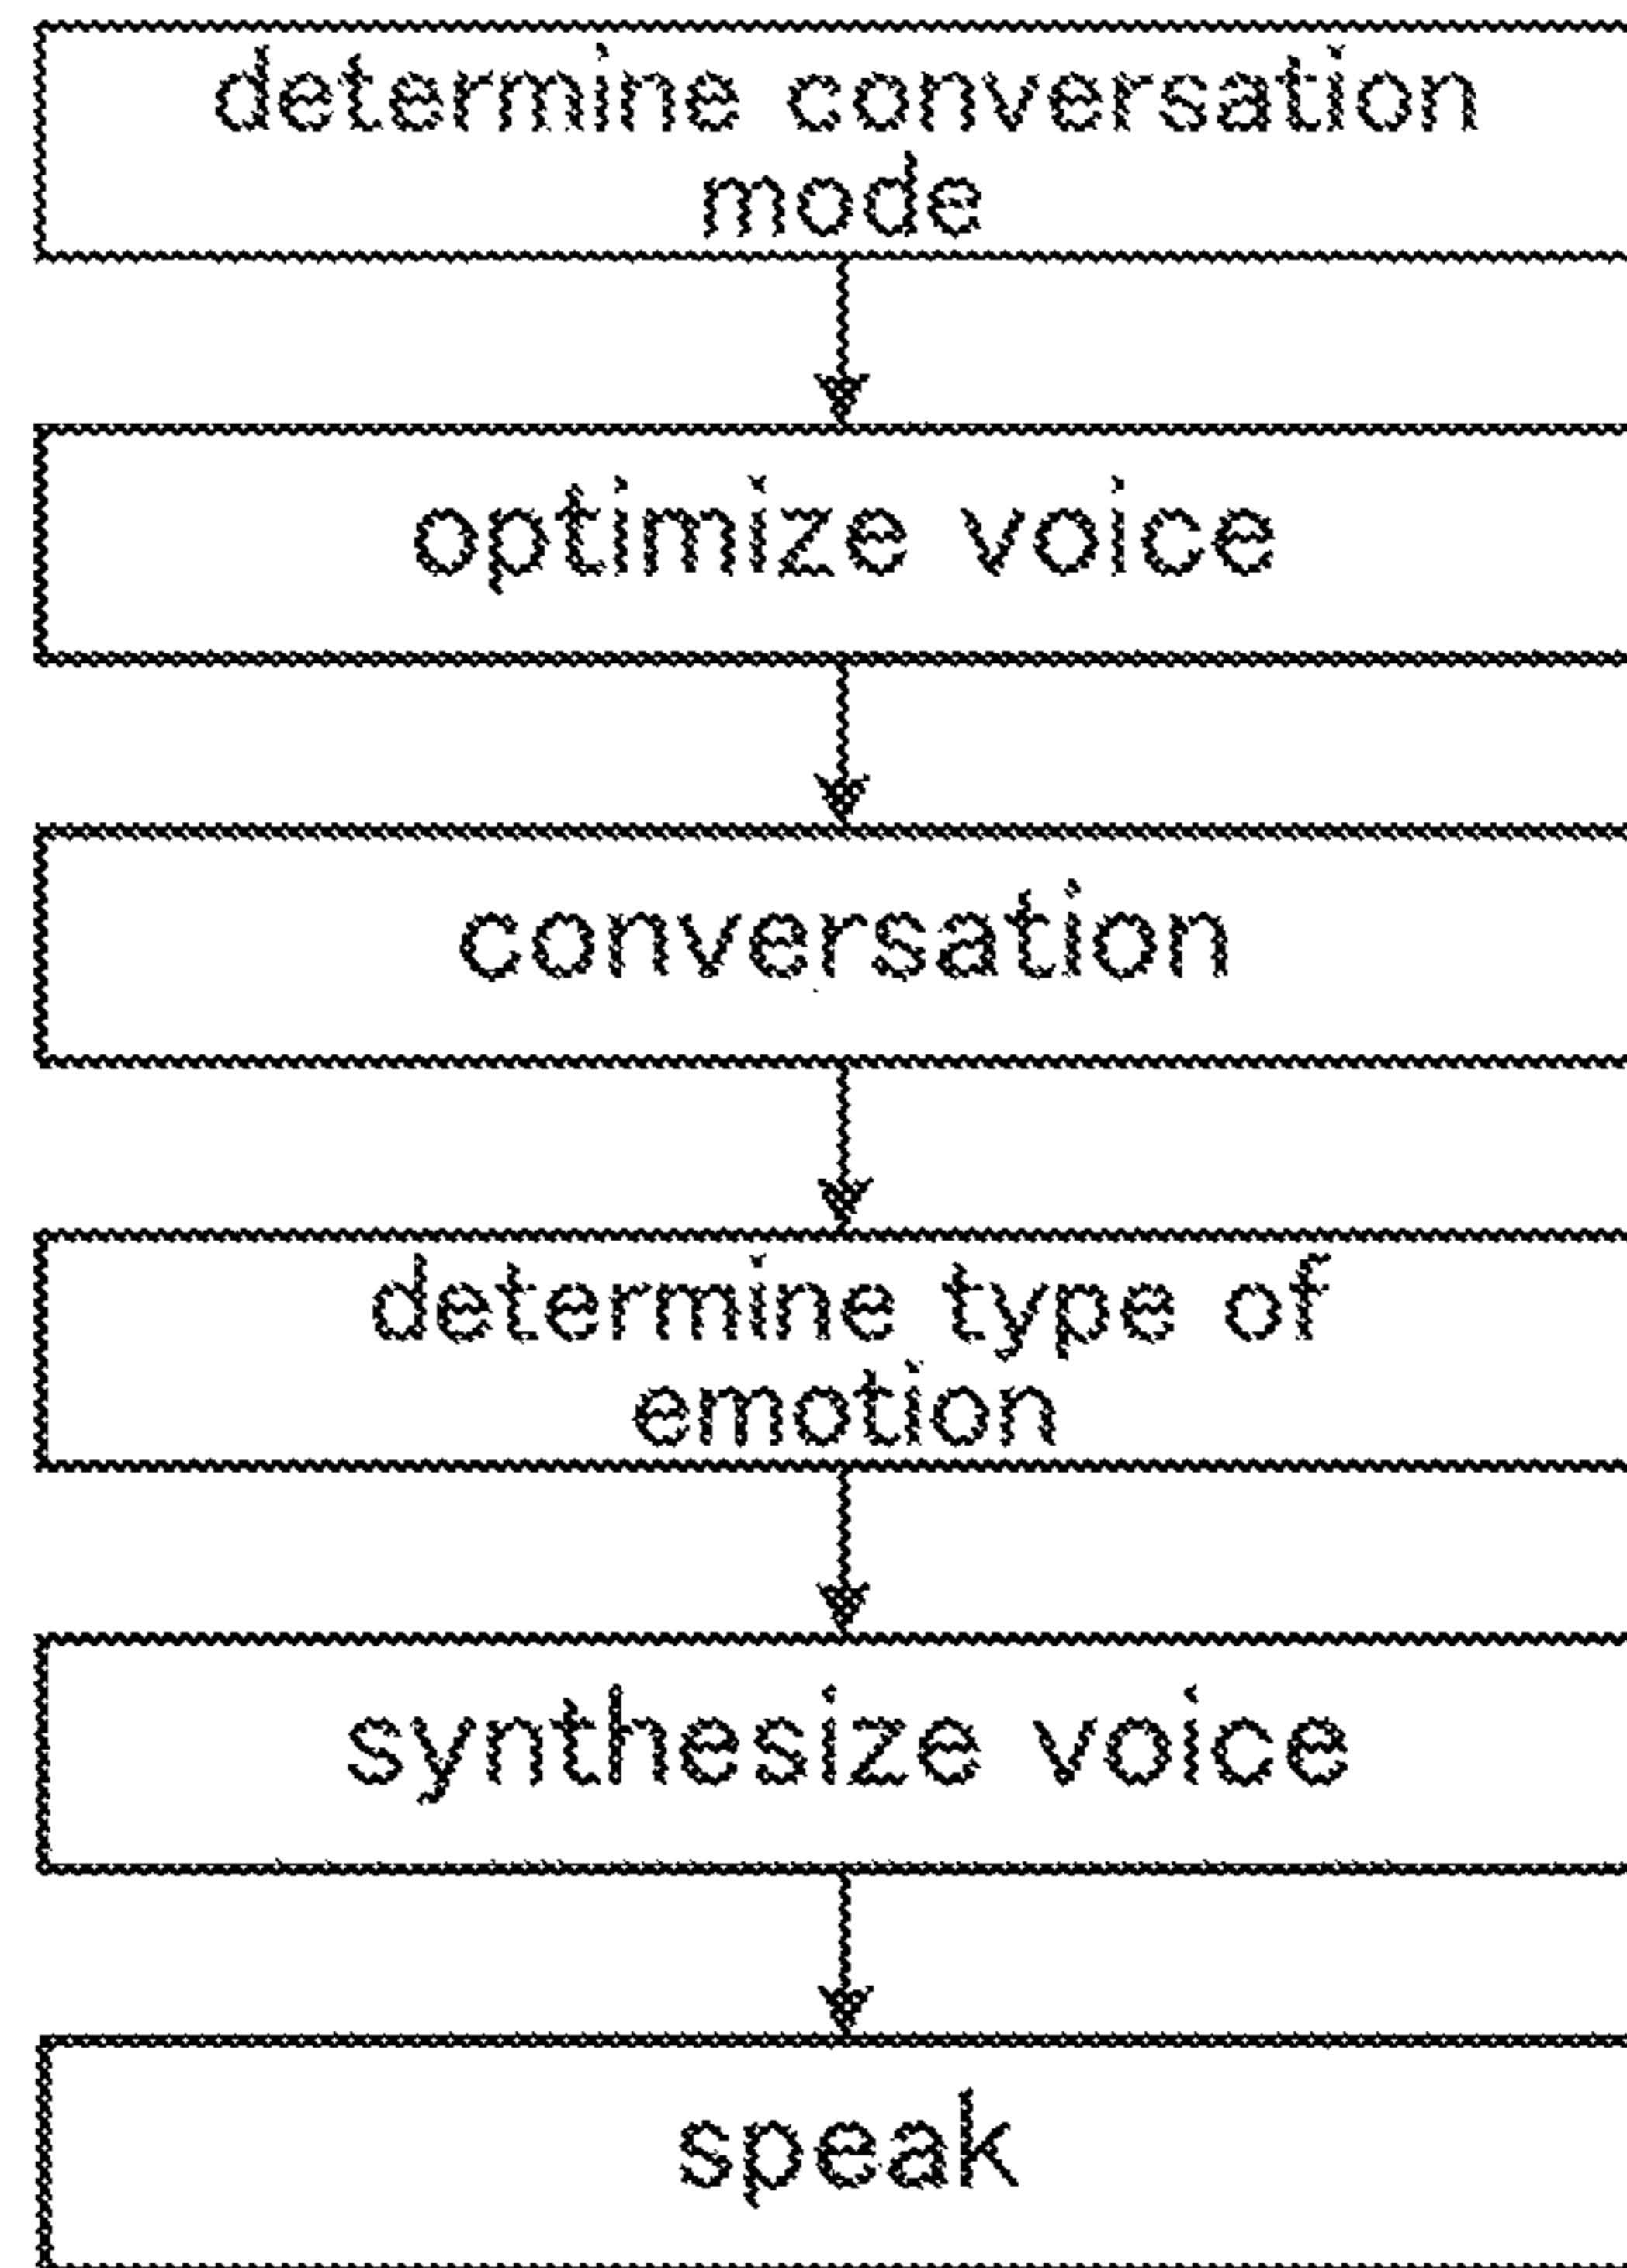 determine conversation
mode
optimize voice
conversation
determine type of
emotion
synthesize voice
speak